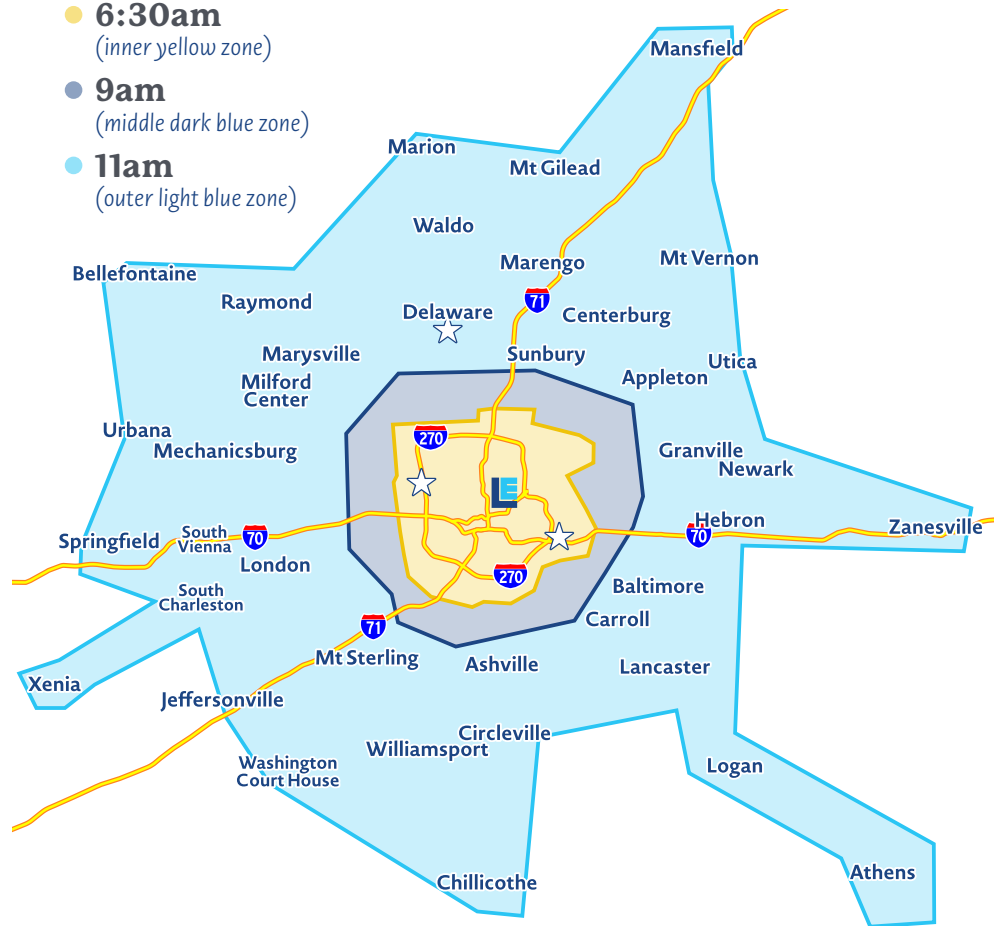 6:30am
(inner yellow zone)
9am
(middle dark blue zone)
11am
(outer light blue zone)
Mansfield
Marion
Mt Gilead
Waldo
Marengo
Mt Vernon
Bellefontaine
Raymond
71
Delaware
Centerburg
Marysville
Sunbury
Utica
Milford
Center
Appleton
Urbana
270
Mechanicsburg
Granville
Newark
LE
Hebron
Zanesville
Springfield
South
Vienna
70
70
London
270
Baltimore
South
Charleston
Carroll
71
Mt Sterling
Ashville
Lancaster
Xenia
Jeffersonville
Circleville
Williamsport
Washington
Court House
Logan
Athens
Chillicothe